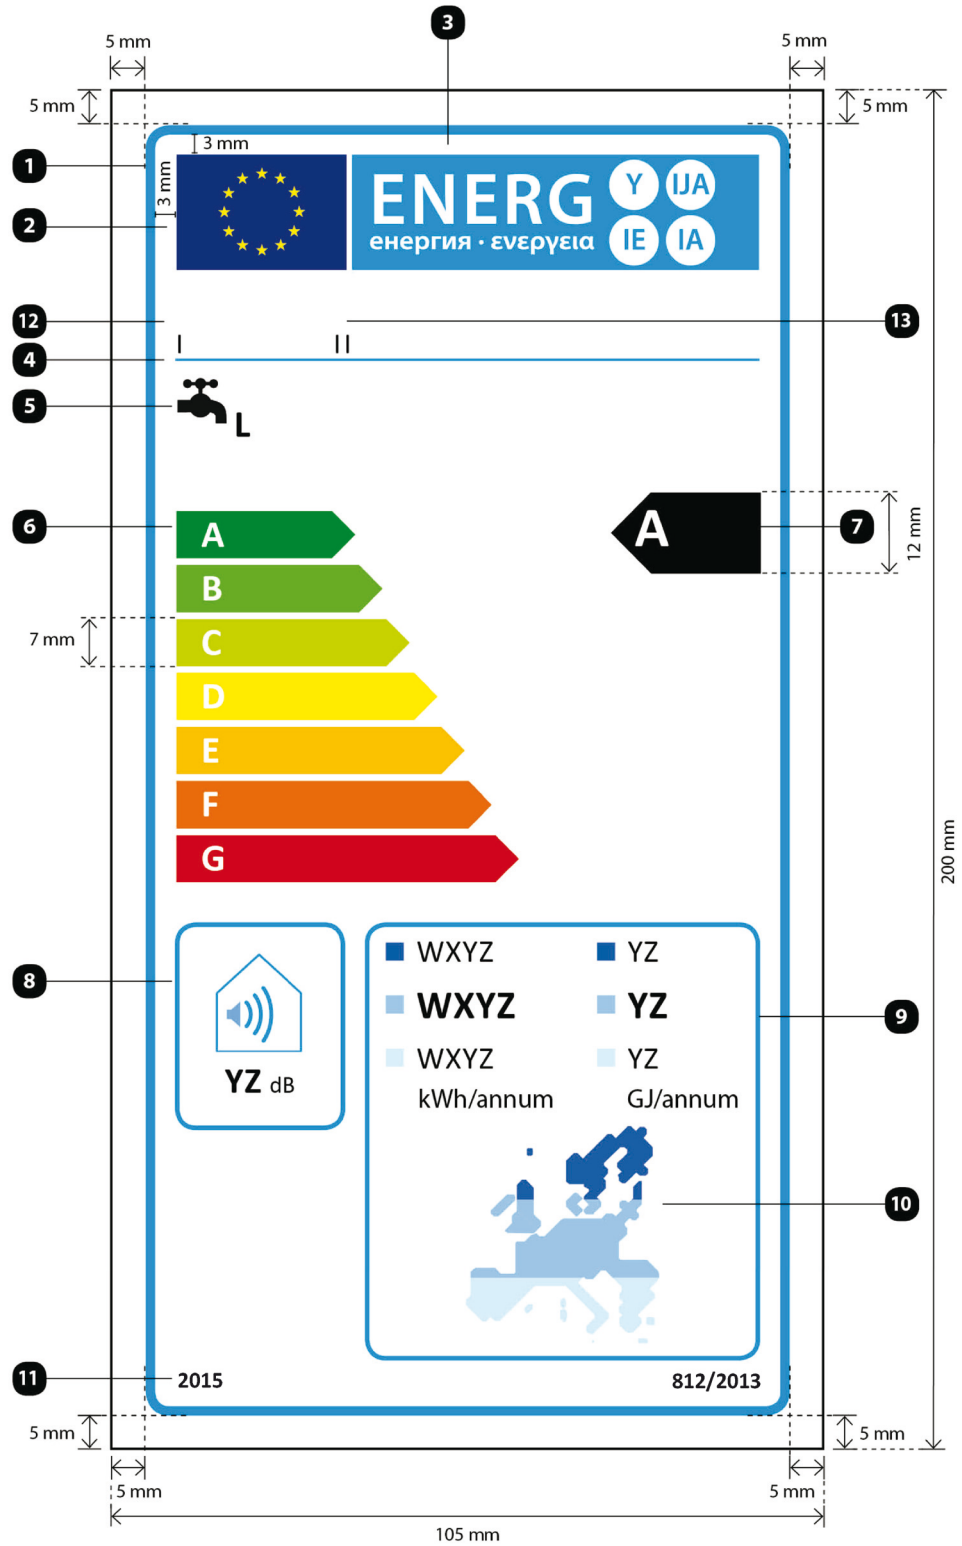 3
5 mm 5 mm
5 mm 5 mm
1
3 mm
3 mm
2
ENERG
енергия · ενεργεια
Y IJA
IE IA
12 13
I II
4
5
L
6
A
7
12 mm
A
B
7 mm
C
D
E
F
G
200 mm
8
YZ dB
WXYZ YZ
WXYZ YZ
9
WXYZ YZ
kWh/annum GJ/annum
10
11
2015 812/2013
5 mm 5 mm
5 mm 5 mm
105 mm